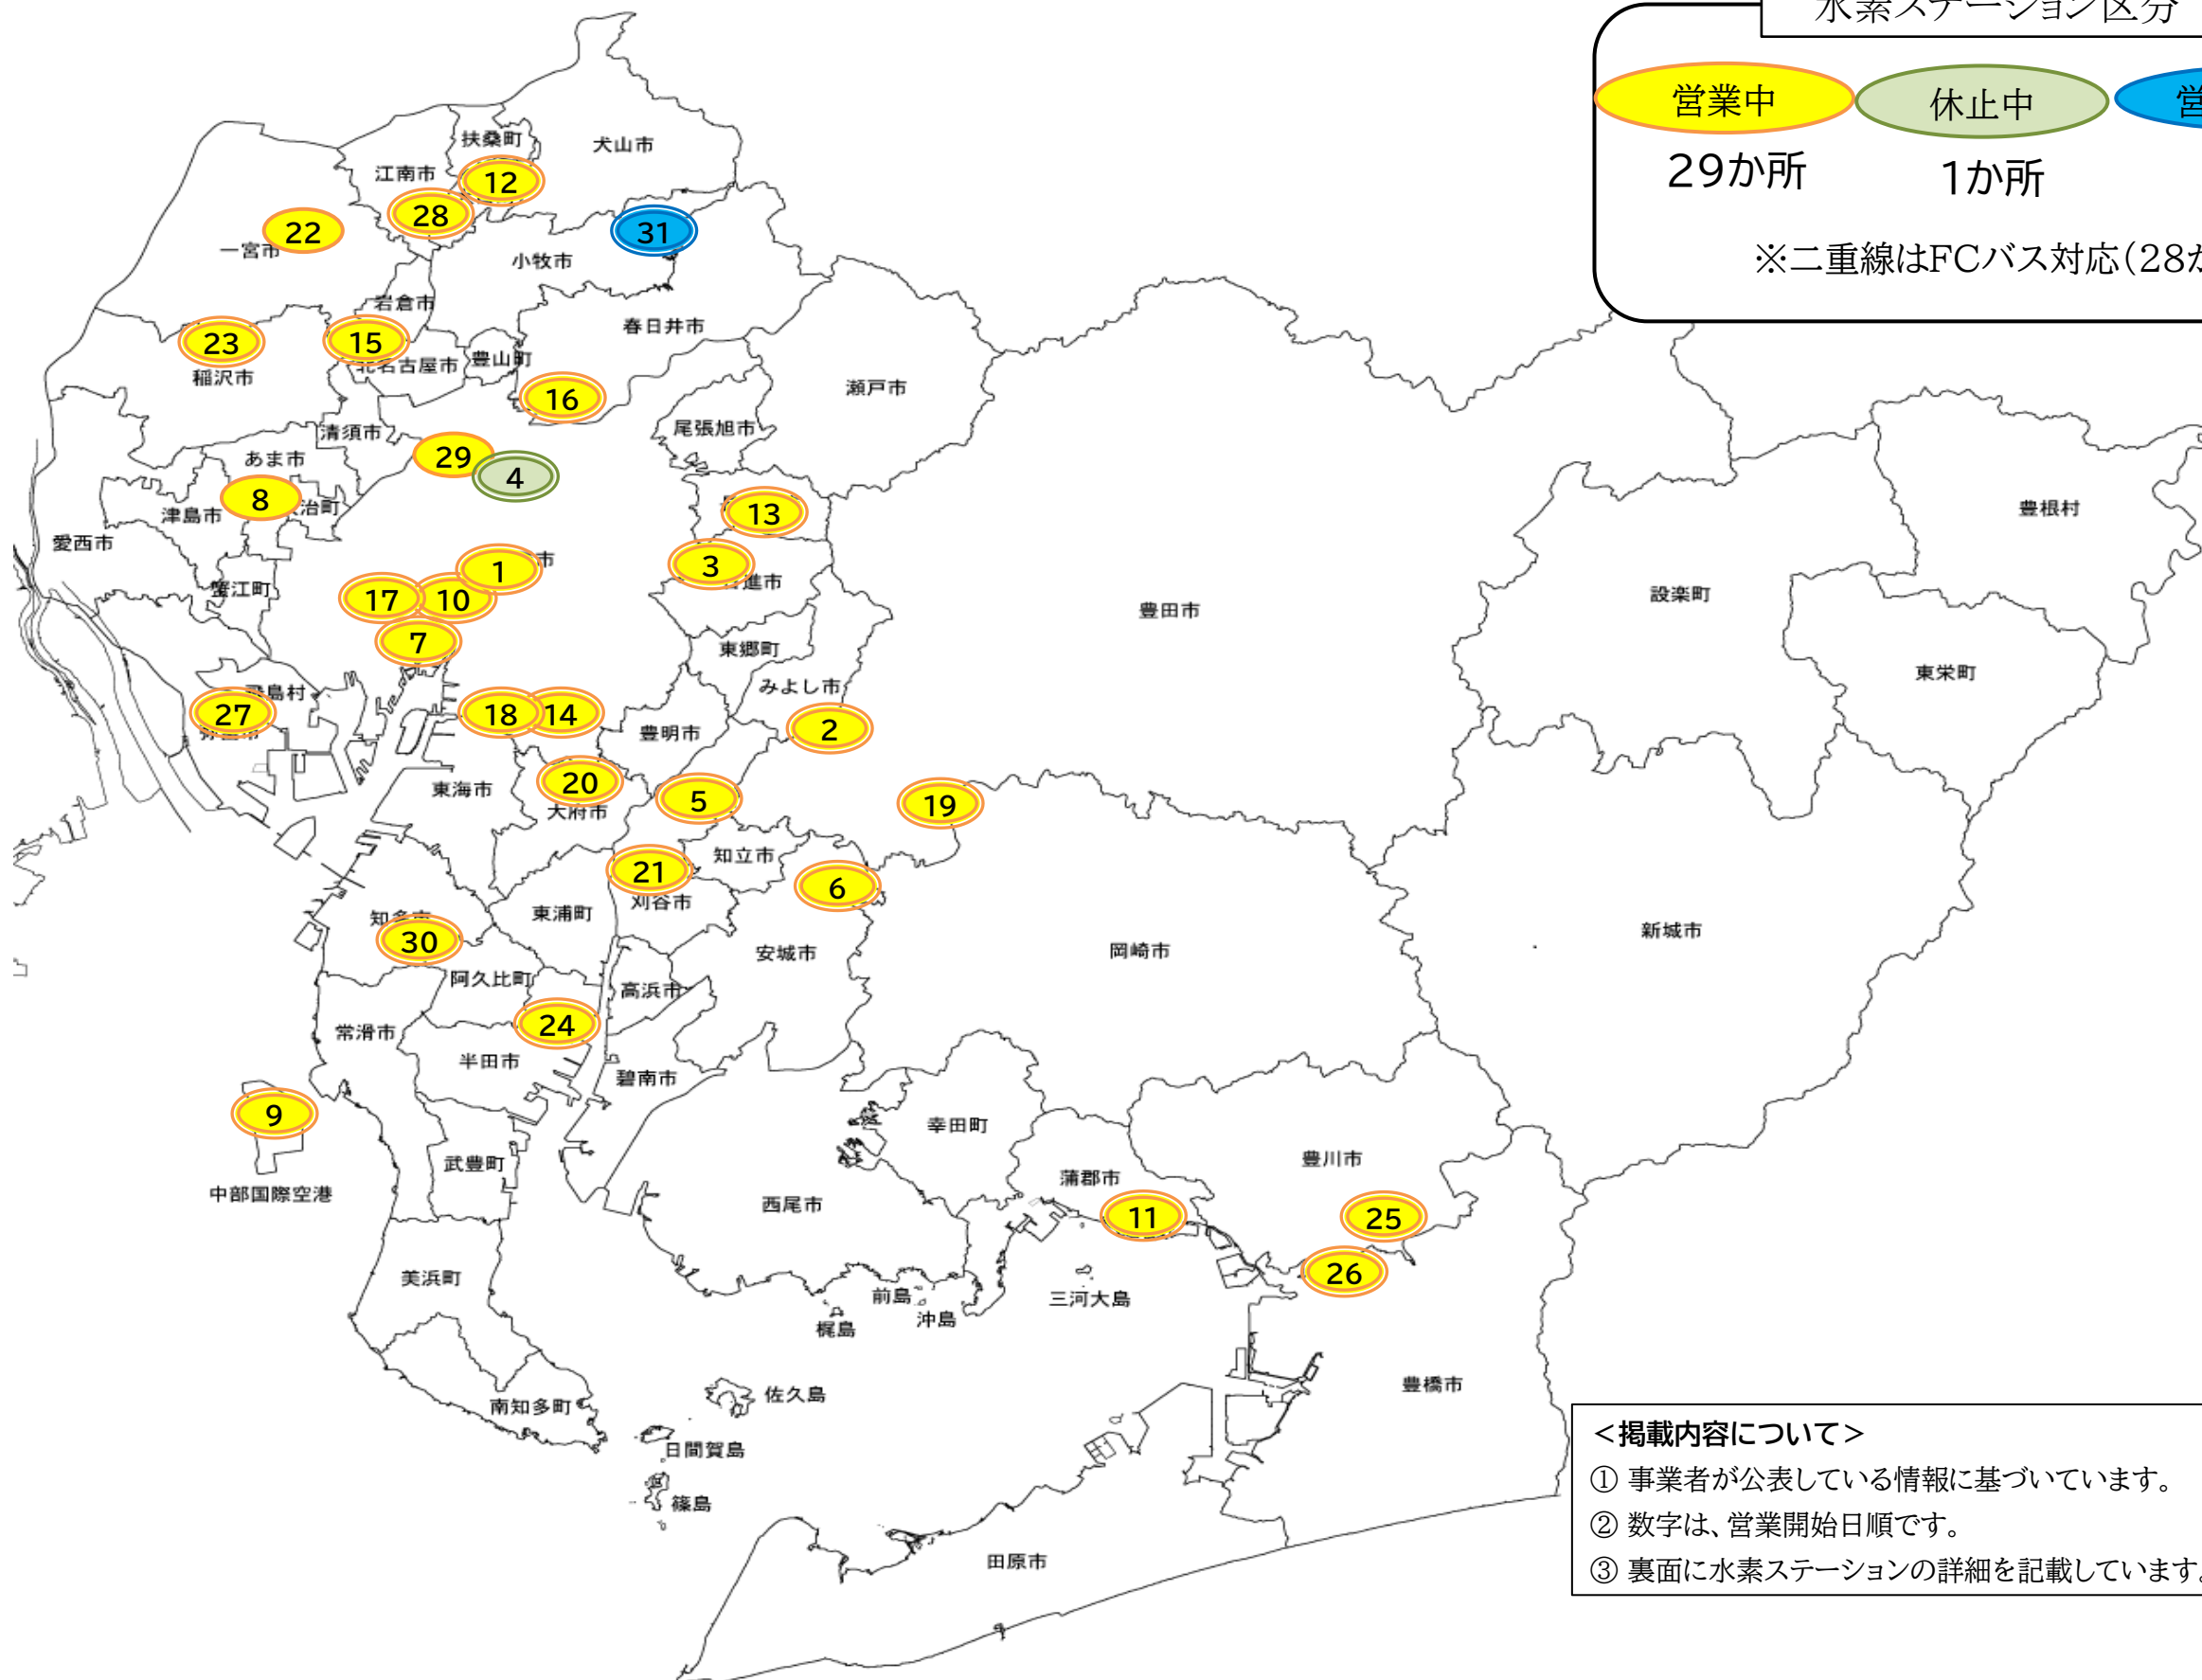 水素ステーション区分
営業中
休止中
営
29か所
1か所
※二重線はFCバス対応(28か
扶桑町
犬山市
江南市
12
28
22
31
一宮市
小牧市
岩倉市
春日井市
23
15
豊山町
北名古屋市
稲沢市
瀬戸市
16
尾張旭市
清須市
あま市
29
4
8
治町
津島市
13
豊根村
愛西市
市
3
1
進市
蟹江町
17
10
設楽町
豊田市
7
東郷町
東栄町
みよし市
島村
27
18
14
2
豊明市
20
東海市
5
19
大府市
知立市
21
6
刈谷市
東浦町
知多市
30
新城市
岡崎市
安城市
阿久比町
高浜市
24
常滑市
半田市
碧南市
9
幸田町
豊川市
武豊町
蒲郡市
中部国際空港
西尾市
11
25
26
美浜町
前島
三河大島
沖島
梶島
豊橋市
佐久島
南知多町
日間賀島
篠島
田原市
<掲載内容について>
① 事業者が公表している情報に基づいています。
② 数字は、営業開始日順です。
③ 裏面に水素ステーションの詳細を記載しています。